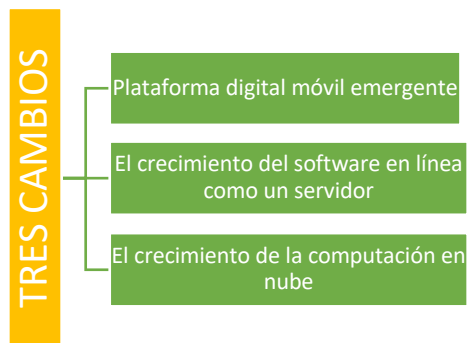 TRES CAMBIOS
Plataforma digital móvil emergente
El crecimiento del software en línea
como un servidor
El crecimiento de la computación en
nube